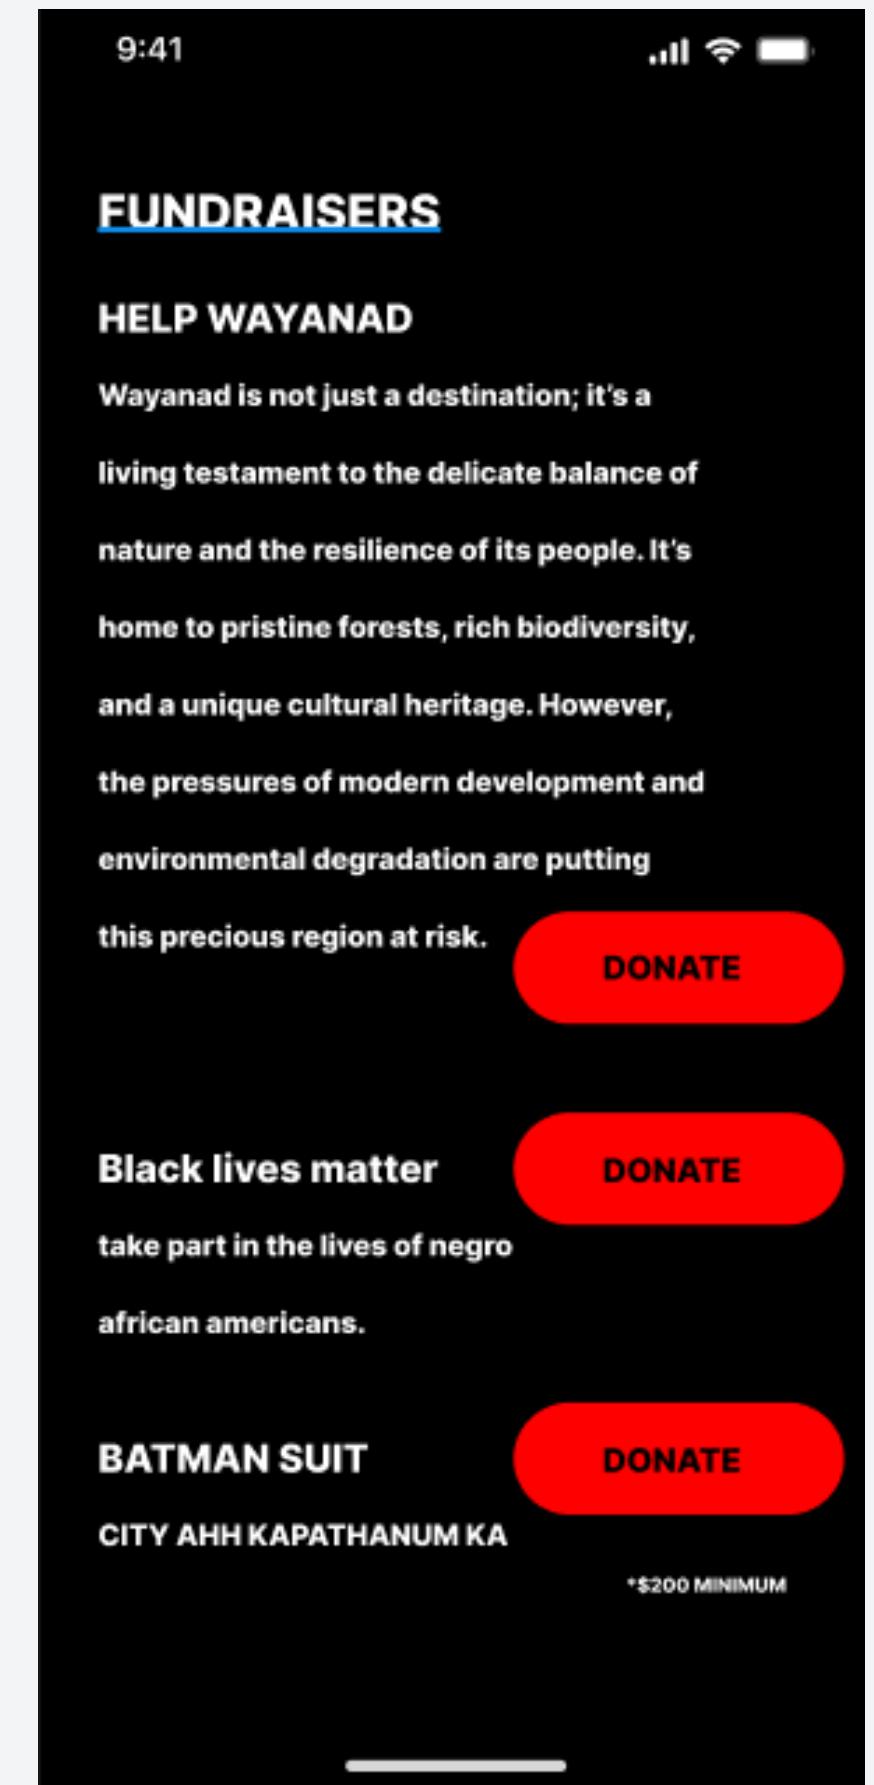 9:41
FUNDRAISERS
HELP WAYANAD
Wayanad is not just a destination; it’s a
living testament to the delicate balance of
nature and the resilience of its people. It’s
home to pristine forests, rich biodiversity,
and a unique cultural heritage. However,
the pressures of modern development and
environmental degradation are putting
this precious region at risk.
DONATE
Black lives matter
DONATE
take part in the lives of negro
african americans.
BATMAN SUIT
DONATE
CITY AHH KAPATHANUM KA
*$200 MINIMUM